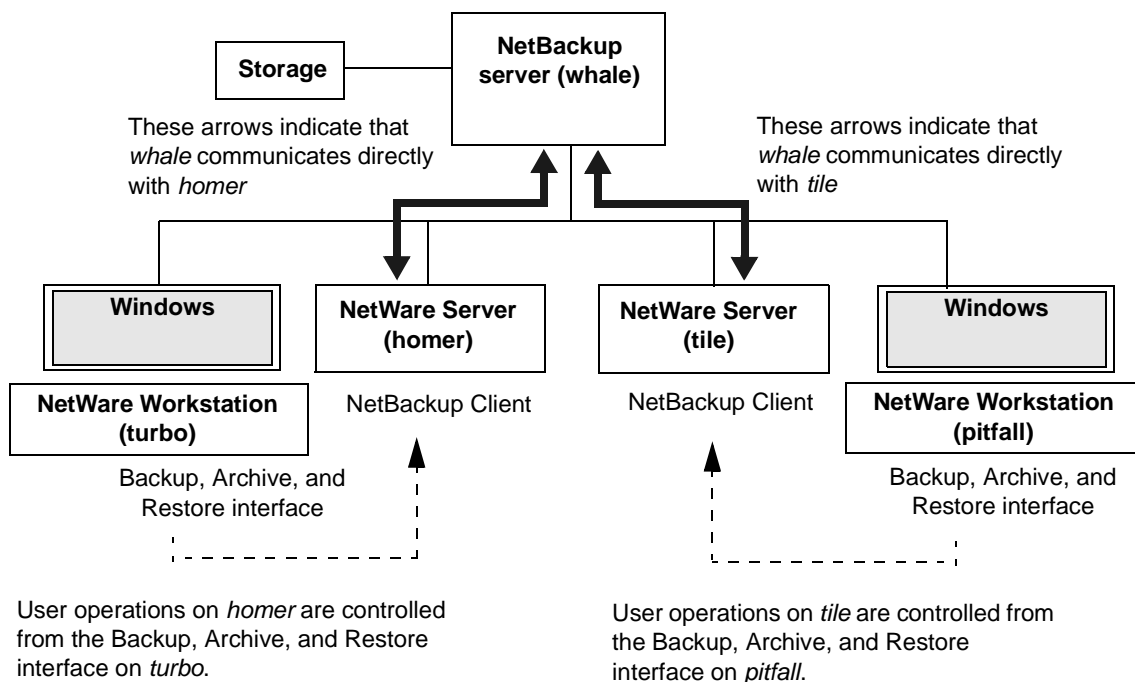 NetBackup
server (whale)
Storage
These arrows indicate that
whale communicates directly
with homer
These arrows indicate that
whale communicates directly
with tile
Windows
NetWare Server
(homer)
NetWare Server
(tile)
Windows
NetWare Workstation
(turbo)
NetBackup Client
NetBackup Client
NetWare Workstation
(pitfall)
Backup, Archive, and
Restore interface
Backup, Archive, and
Restore interface
User operations on homer are controlled
from the Backup, Archive, and Restore
interface on turbo.
User operations on tile are controlled from
the Backup, Archive, and Restore
interface on pitfall.